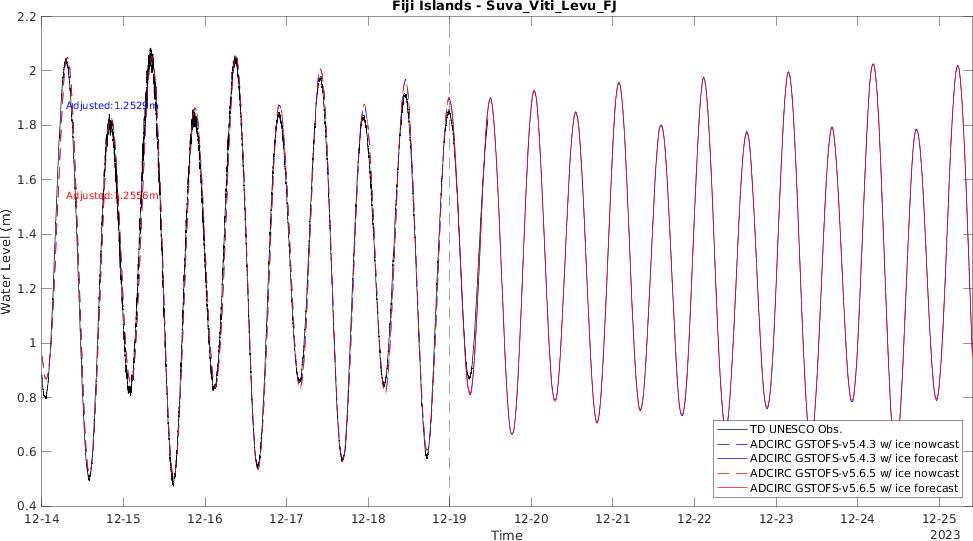 Fiji Islands - Suva_Viti_Levu_FJ
2.2
2
1.8
1.6
1.4
1.2
1
0.8
0.6
0.4
Water Level (m)
Adjusted:1.2529m
Adjusted:1.2556m
TD UNESCO Obs.
ADCIRC GSTOFS-v5.4.3 w/ ice nowcast
ADCIRC GSTOFS-v5.4.3 w/ ice forecast
ADCIRC GSTOFS-v5.6.5 w/ ice nowcast
ADCIRC GSTOFS-v5.6.5 w/ ice forecast
12-14 12-15 12-16 12-17 12-18 12-19 12-20 12-21 12-22 12-23 12-24 12-25
Time
2023